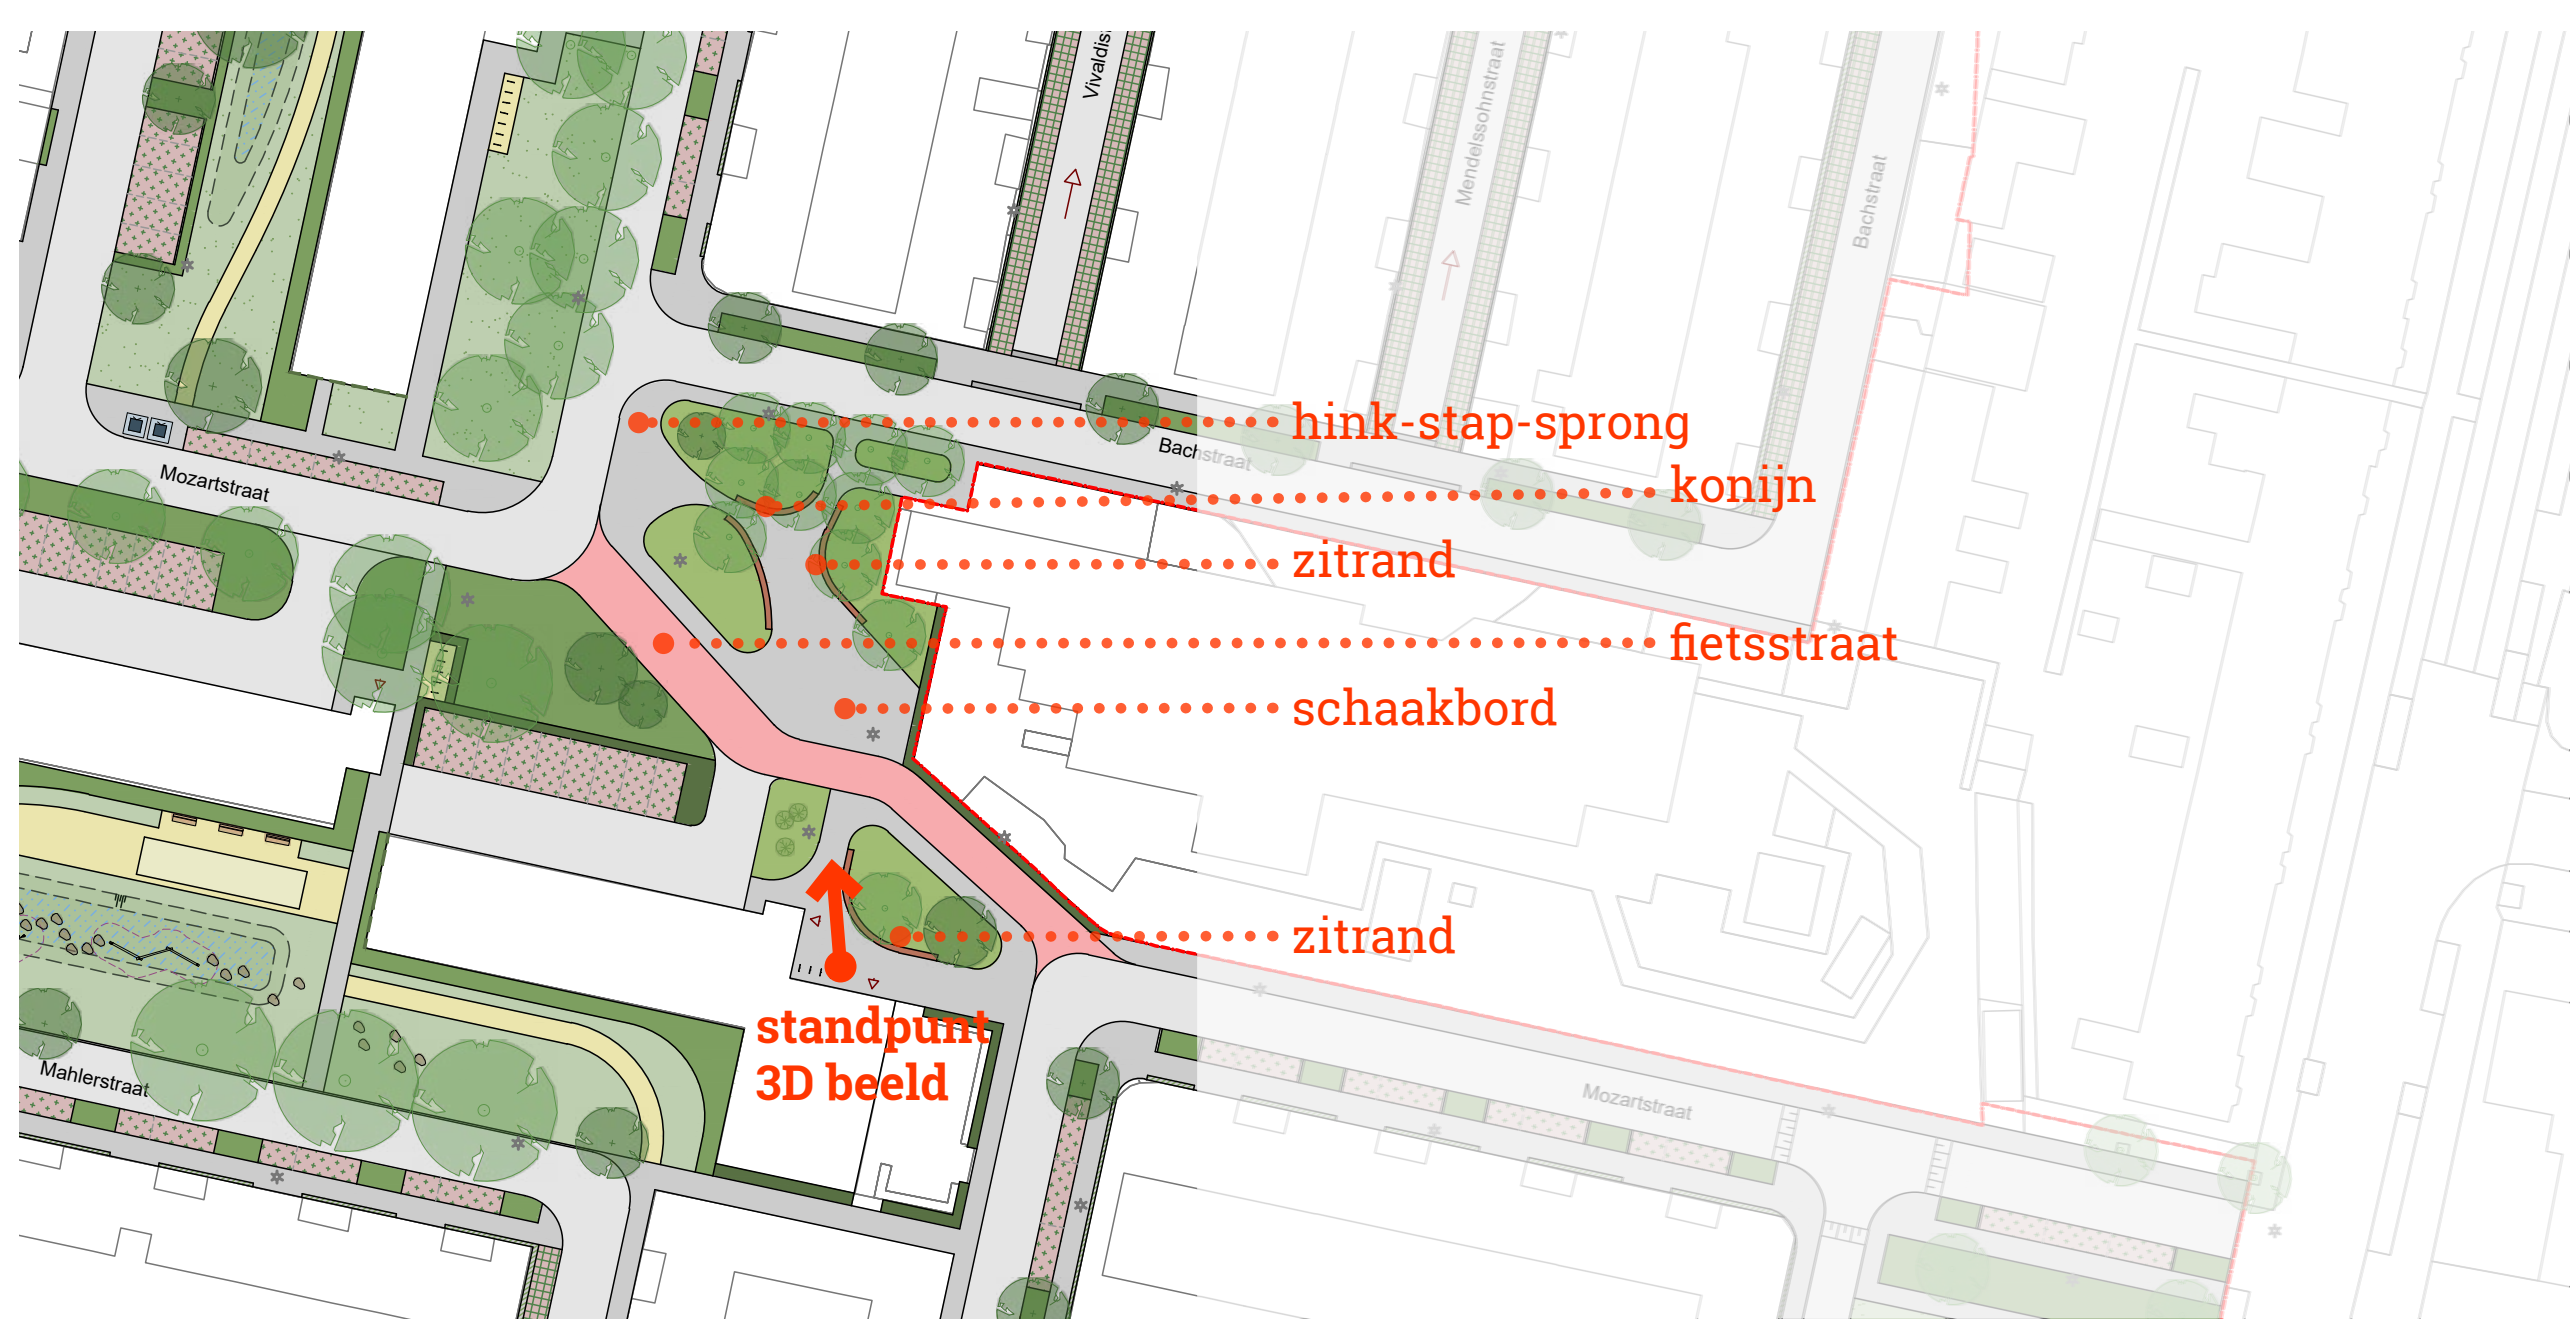 Vivaldis
Mendelssohnstraat
Bachstraat
hink-stap-sprong
Bachstraat
konijn
Mozartstraat
zitrand
fietsstraat
schaakbord
zitrand
standpunt
3D beeld
Mahlerstraat
Mozartstraat